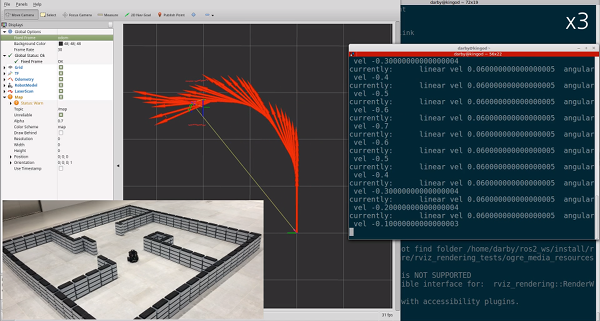 File Panels Help
Move Camera Select Focus Camera Measure 2D Nav Goal Publish Point
Displays
Global Options
Fixed Frame odom
Background Color 48; 48; 48
Frame Rate 30
Global Status: Ok
Fixed Frame OK
Grid
TF
Odometry
RobotModel
LaserScan
Map
Status: Warn
Topic /map
Unreliable
Alpha 0.7
Color Scheme map
Draw Behind
Resolution 0
Width 0
Height 0
Position 0; 0; 0
Orientation 0; 0; 0; 1
Use Timestamp
31 fps
darby@kingod — 72x19
x3
ink
darby@kingod
darby@kingod 56x22
vel -0.30000000000000004
currently: linear vel 0.060000000000000005 angular
vel -0.4
currently: linear vel 0.060000000000000005 angular
vel -0.5
currently: linear vel 0.060000000000000005 angular
vel -0.6
currently: linear vel 0.060000000000000005 angular
vel -0.7
currently: linear vel 0.060000000000000005 angular
vel -0.6
currently: linear vel 0.060000000000000005 angular
vel -0.5
currently: linear vel 0.060000000000000005 angular
vel -0.4
currently: linear vel 0.060000000000000005 angular
vel -0.30000000000000004
currently: linear vel 0.060000000000000005 angular
vel -0.20000000000000004
currently: linear vel 0.060000000000000005 angular
vel -0.10000000000000003
ot find folder /home/darby/ros2_ws/install/r
re/rviz_rendering_tests/ogre_media_resources
is NOT SUPPORTED
ible interface for: rviz_rendering::RenderW
with accessibility plugins.